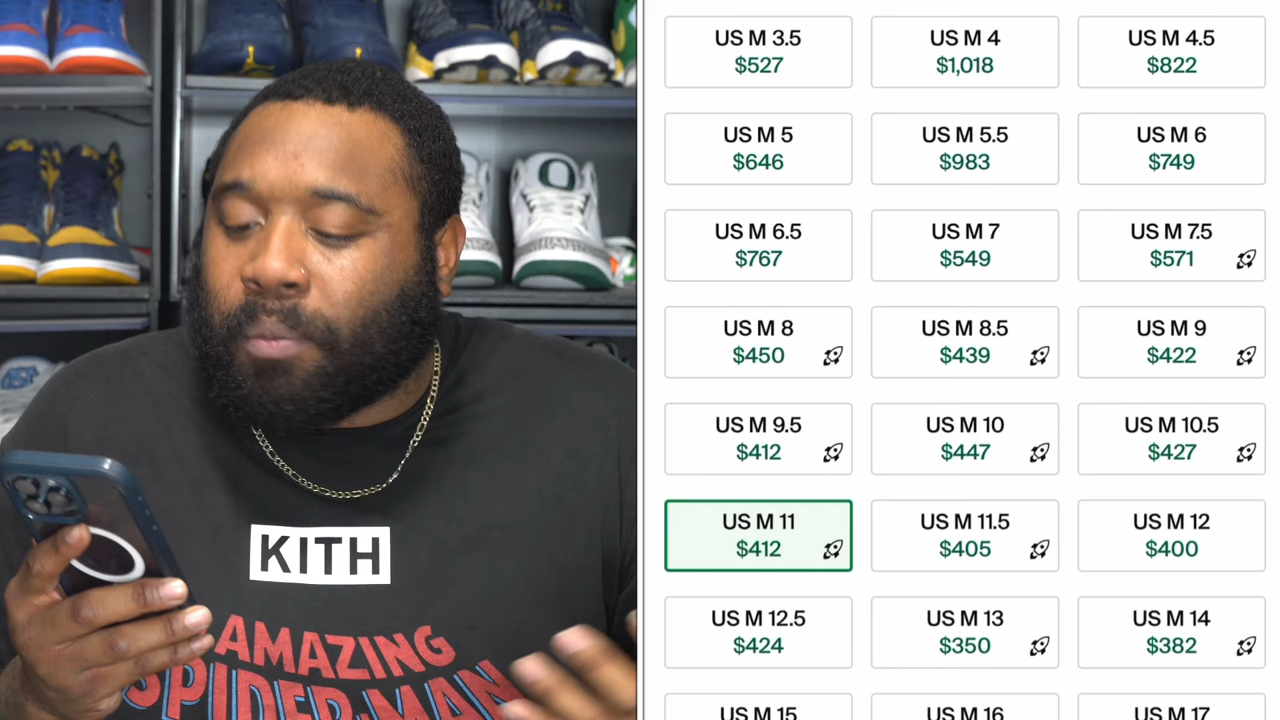 KITH
AMAZING
SPIDER-MAN
O
US M 3.5
$527
US M 4
$1,018
US M 4.5
$822
US M 5
$646
US M 5.5
$983
US M 6
$749
US M 6.5
$767
US M 7
$549
US M 7.5
$571
US M 8
$450
US M 8.5
$439
US M 9
$422
US M 9.5
$412
US M 10
$447
US M 10.5
$427
US M 11
$412
US M 11.5
$405
US M 12
$400
US M 12.5
$424
US M 13
$350
US M 14
$382
US M 15
US M 16
US M 17